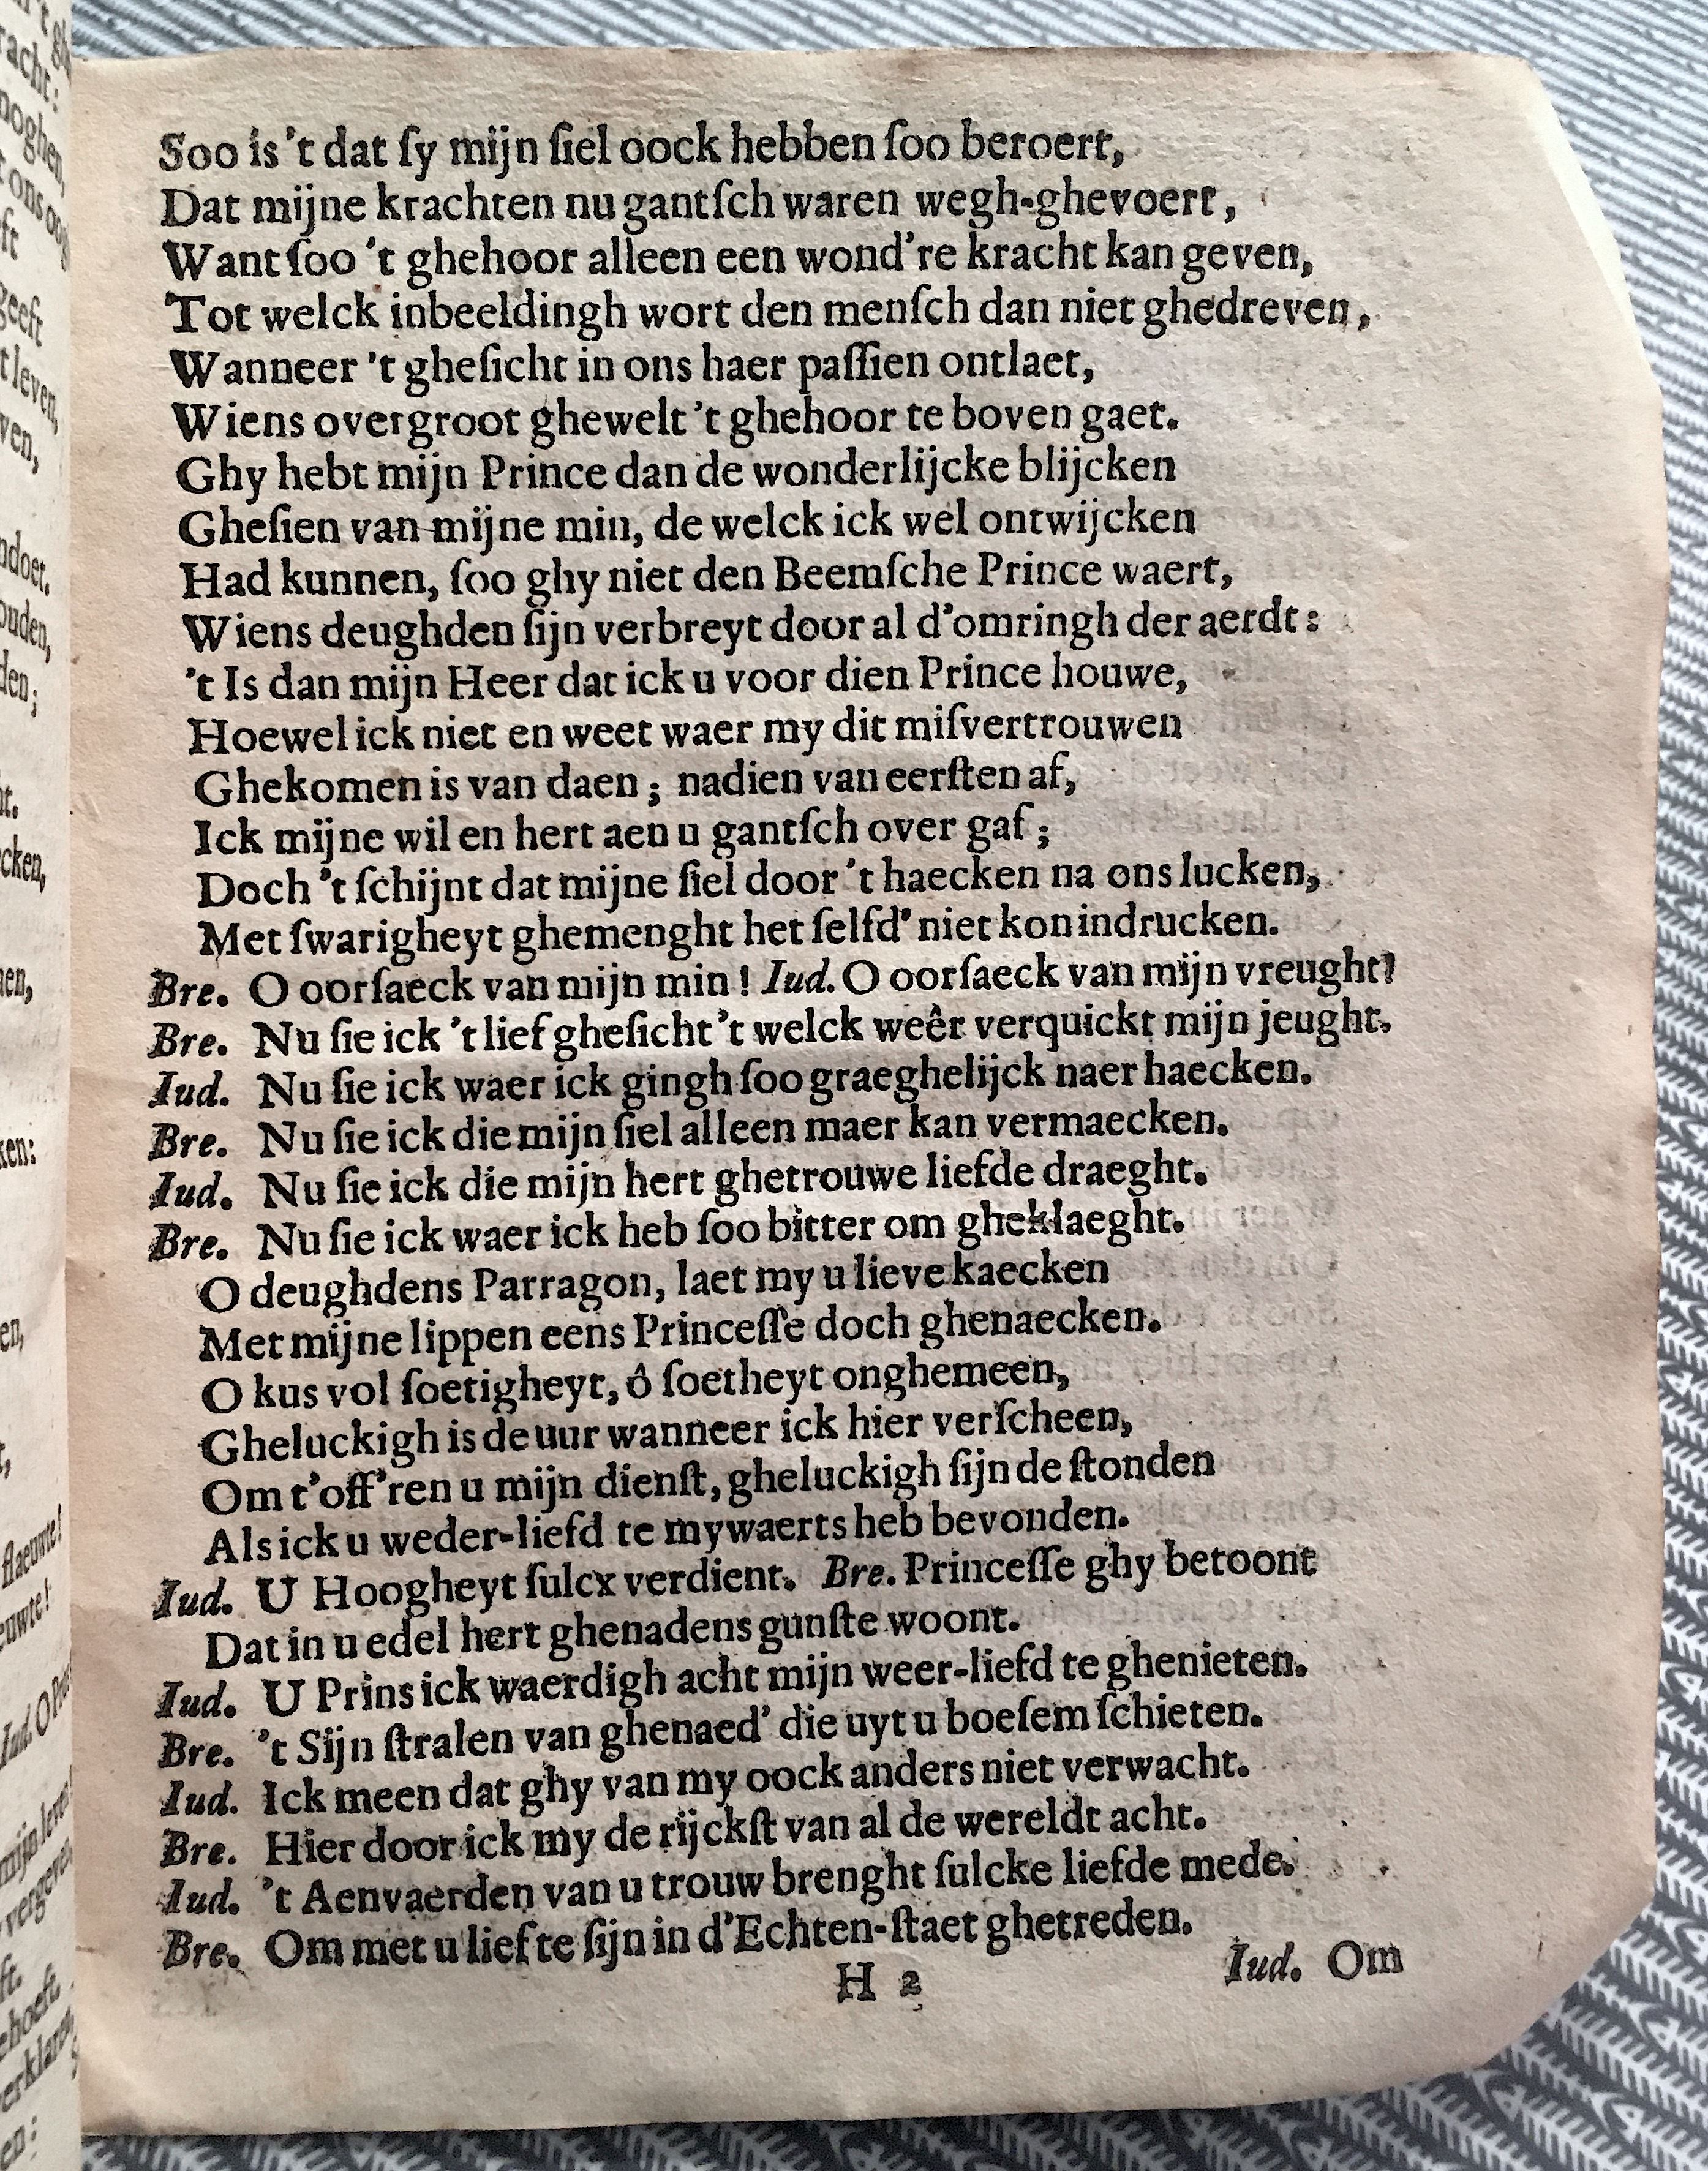 Soo is 't dat ſy mijn ſiel oock hebben ſoo beroert,
Dat mijne krachten nu gantſch waren wegh-ghevoert,
Want ſoo 't ghehoor alleen een wond're kracht kan geven,
Tot welck inbeeldingh wort den menſch dan niet ghedreven,
Wanneer 't gheſicht in ons haer paſſien ontlaet,
Wiens overgroot ghewelt 't ghehoor te boven gaet.
Ghy hebt mijn Prince dan de wonderlijcke blijcken
Gheſien van mijne min, de welck ick wel ontwijcken
Had kunnen, ſoo ghy niet den Beemſche Prince waert,
Wiens deughden ſijn verbreyt door al d'omringh der aerdt:
't Is dan mijn Heer dat ick u voor dien Prince houwe,
Hoewel ick niet en weet waer my dit miſvertrouwen
Ghekomen is van daen; nadien van eerſten af,
Ick mijne wil en hert aen u gantſch over gaf;
Doch 't ſchijnt dat mijne ſiel door 't haecken na ons lucken,
Met ſwarigheyt ghemenght het ſelfd' niet kon indrucken.
Bre. O oorſaeck van mijn min! Iud. O oorſaeck van mijn vreught!
Bre. Nu ſie ick 't lief gheſicht 't welck weêr verquickt mijn jeught.
Iud. Nu ſie ick waer ick gingh ſoo graeghelijck naer haecken.
Bre. Nu ſie ick die mijn ſiel alleen maer kan vermaecken.
Iud. Nu ſie ick die mijn hert ghetrouwe liefde draeght.
Bre. Nu ſie ick waer ick heb ſoo bitter om gheklaeght.
O deughdens Parragon, laet my u lieve kaecken
Met mijne lippen eens Princeſſe doch ghenaecken.
O kus vol ſoetigheyt, ô ſoetheyt onghemeen,
Gheluckigh is de uur wanneer ick hier verſcheen,
Om t'off'ren u mijn dienſt, gheluckigh ſijn de ſtonden
Als ick u weder-liefd te mywaerts heb bevonden.
Iud. U Hoogheyt ſulcx verdient. Bre. Princeſſe ghy betoont
Dat in u edel hert ghenadens gunſte woont.
Iud. U Prins ick waerdigh acht mijn weer-liefd te ghenieten.
Bre. 't Sijn ſtralen van ghenaed' die uyt u boeſem ſchieten.
Iud. Ick meen dat ghy van my oock anders niet verwacht.
Bre. Hier door ick my de rijckſt van al de wereldt acht.
Iud. 't Aenvaerden van u trouw brenght ſulcke liefde mede.
Bre. Om met u lief te ſijn in d'Echten-ſtaet ghetreden.
H 2
Iud. Om